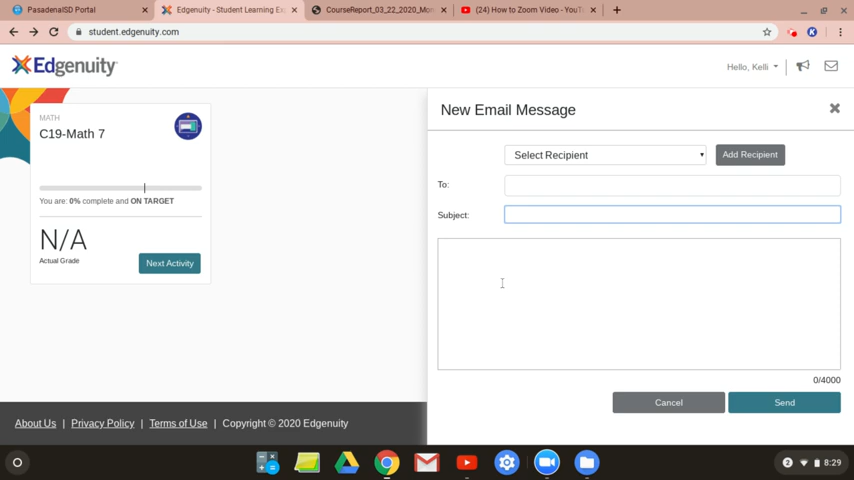 PasadenaISD Portal
Edgenuity - Student Learning Ex
CourseReport_03_22_2020_Mon
(24) How to Zoom Video - YouTu
student.edgenuity.com
K
Edgenuity
Hello, Kelli
MATH
C19-Math 7
You are: 0% complete and ON TARGET
N/A
Actual Grade
Next Activity
New Email Message
Select Recipient
Add Recipient
To:
Subject:
0/4000
Cancel
Send
About Us | Privacy Policy | Terms of Use | Copyright © 2020 Edgenuity
2
8:29